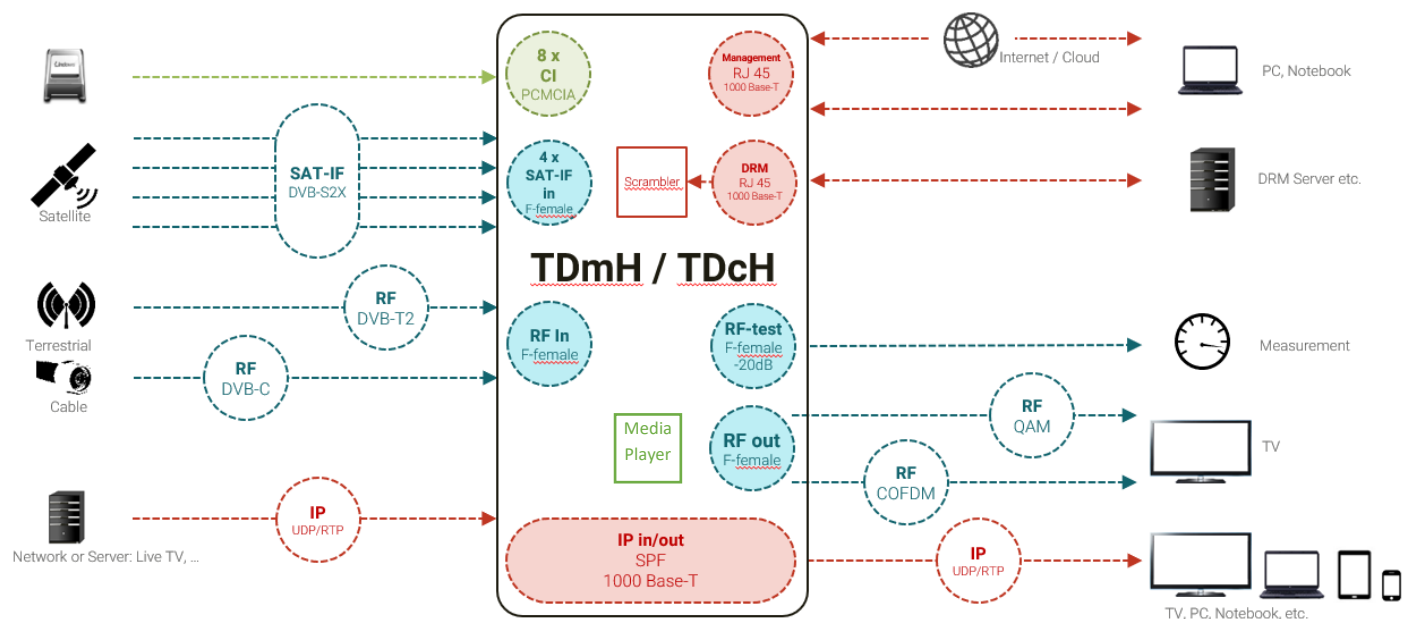 8 x
CI
PCMCIA
Management
RJ 45
1000 Base-T
Internet / Cloud
PC, Notebook
SAT-IF
DVB-S2X
Satellite
4 x
SAT-IF
in
F-female
Scrambler
DRM
RJ 45
1000 Base-T
DRM Server etc.
TDmH / TDcH
RF
DVB-T2
Terrestrial
RF
DVB-C
Cable
RF In
F-female
RF-test
F-female
-20dB
Measurement
RF
QAM
Media
Player
RF out
F-female
RF
COFDM
TV
IP
UDP/RTP
Network or Server: Live TV, ...
IP in/out
SPF
1000 Base-T
IP
UDP/RTP
TV, PC, Notebook, etc.